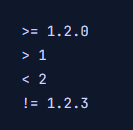 >= 1.2.0
> 1
< 2
!= 1.2.3